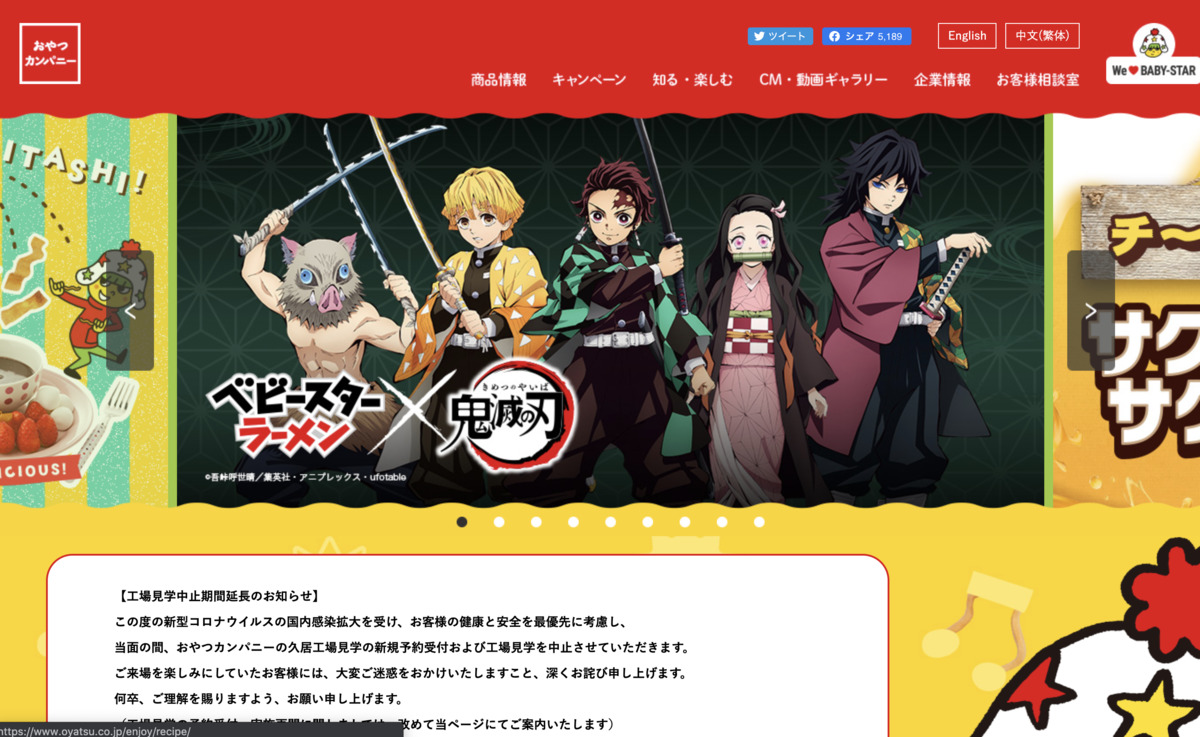 おやつ
カンパニー
ツイート
シェア 5,189
English
中文(繁体)
We♥BABY-STAR
商品情報
キャンペーン
知る・楽しむ
CM・動画ギャラリー
企業情報
お客様相談室
ITASHI!
ICIOUS!
<
ベビースター
ラーメン
×
きめつのやいば
鬼滅の刃
©吾峠呼世晴／集英社・アニプレックス・ufotable
>
チ〜
サク
サク
【工場見学中止期間延長のお知らせ】
この度の新型コロナウイルスの国内感染拡大を受け、お客様の健康と安全を最優先に考慮し、
当面の間、おやつカンパニーの久居工場見学の新規予約受付および工場見学を中止させていただきます。
ご来場を楽しみにしていたお客様には、大変ご迷惑をおかけいたしますこと、深くお詫び申し上げます。
何卒、ご理解を賜りますよう、お願い申し上げます。
改めて当ページにてご案内いたします）
https://www.oyatsu.co.jp/enjoy/recipe/